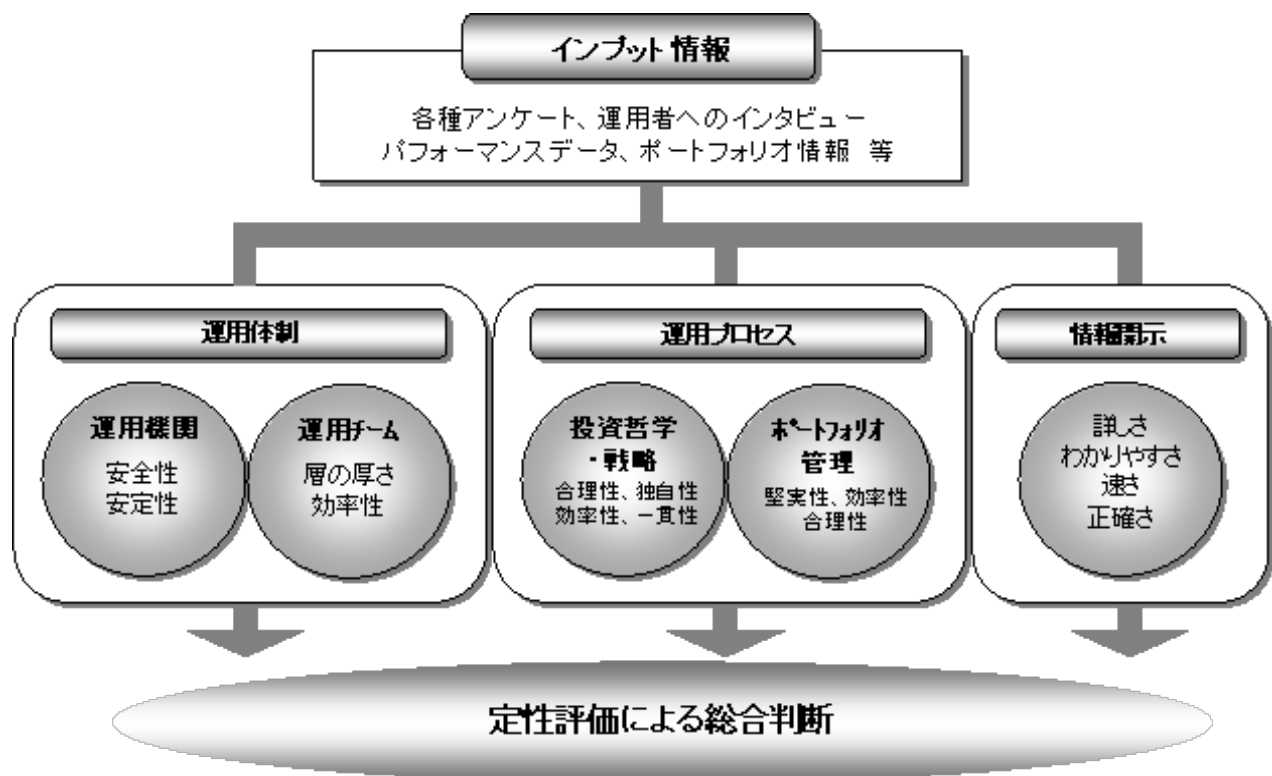 インプット情報
各種アンケート、運用者へのインタビュー
パフォーマンスデータ、ポートフォリオ情報 等
運用体制
運用機関
安全性
安定性
運用チーム
層の厚さ
効率性
運用プロセス
投資哲学
・戦略
合理性、独自性
効率性、一貫性
ポートフォリオ
管理
堅実性、効率性
合理性
情報開示
詳しさ
わかりやすさ
速さ
正確さ
定性評価による総合判断